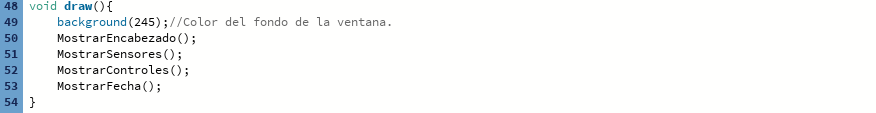 48 void draw(){
49     background(245);//Color del fondo de la ventana.
50     MostrarEncabezado();
51     MostrarSensores();
52     MostrarControles();
53     MostrarFecha();
54 }